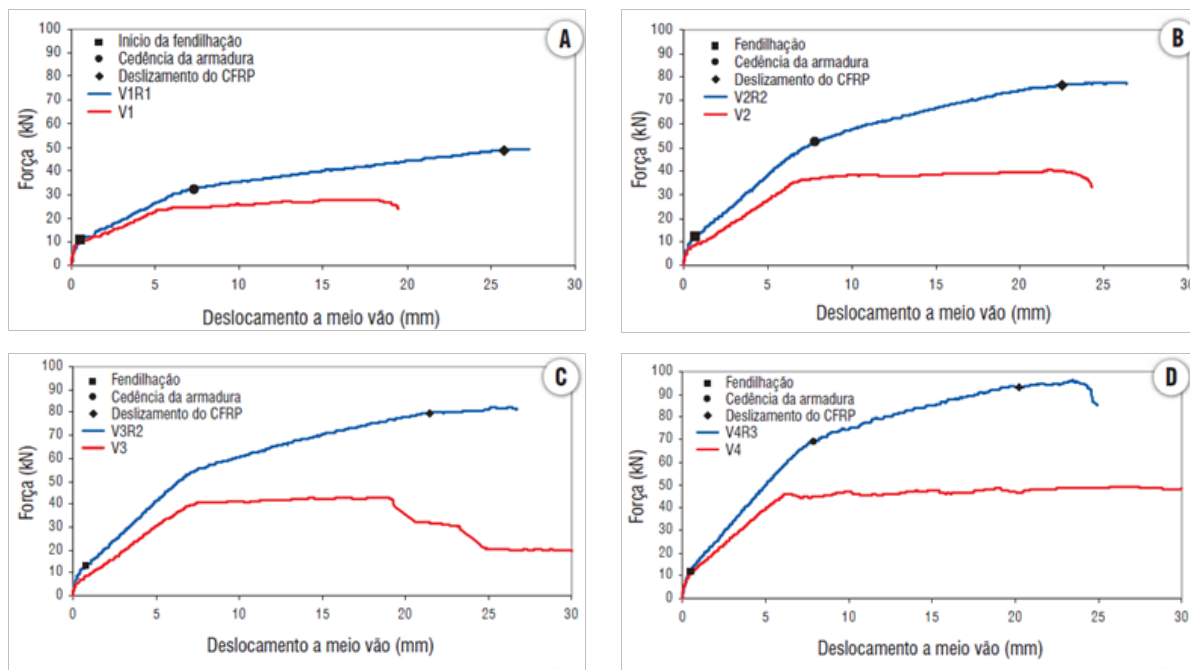 A
Força (kN)
100
90
80
70
60
50
40
30
20
10
0
Início da fendilhação
Cedência da armadura
Deslizamento do CFRP
V1R1
V1
0 5 10 15 20 25 30
Deslocamento a meio vão (mm)
B
Força (kN)
100
90
80
70
60
50
40
30
20
10
0
Fendilhação
Cedência da armadura
Deslizamento do CFRP
V2R2
V2
0 5 10 15 20 25 30
Deslocamento a meio vão (mm)
C
Força (kN)
100
90
80
70
60
50
40
30
20
10
0
Fendilhação
Cedência da armadura
Deslizamento do CFRP
V3R2
V3
0 5 10 15 20 25 30
Deslocamento a meio vão (mm)
D
Força (kN)
100
90
80
70
60
50
40
30
20
10
0
Fendilhação
Cedência da armadura
Deslizamento do CFRP
V4R3
V4
0 5 10 15 20 25 30
Deslocamento a meio vão (mm)